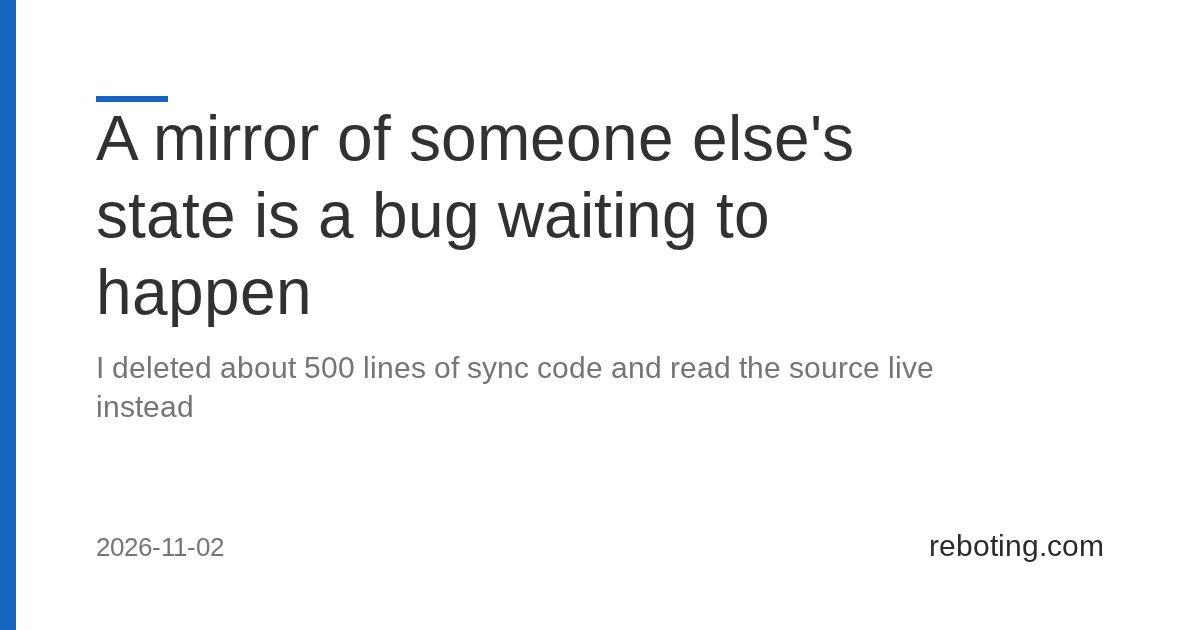 A mirror of someone else's
state is a bug waiting to
happen
I deleted about 500 lines of sync code and read the source live
instead
2026-11-02
reboting.com